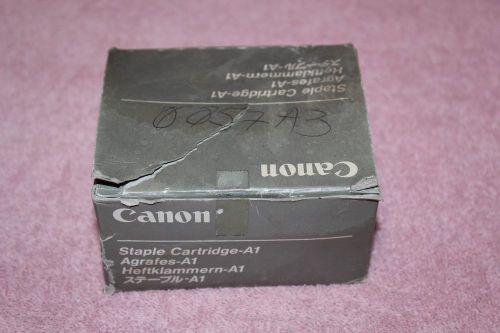 ステープル-A1
Heftklammern-A1
Agrafes-A1
Staple Cartridge-A1
0057A3
Canon
Canon
Staple Cartridge-A1
Agrafes-A1
Heftklammern-A1
ステープル-A1